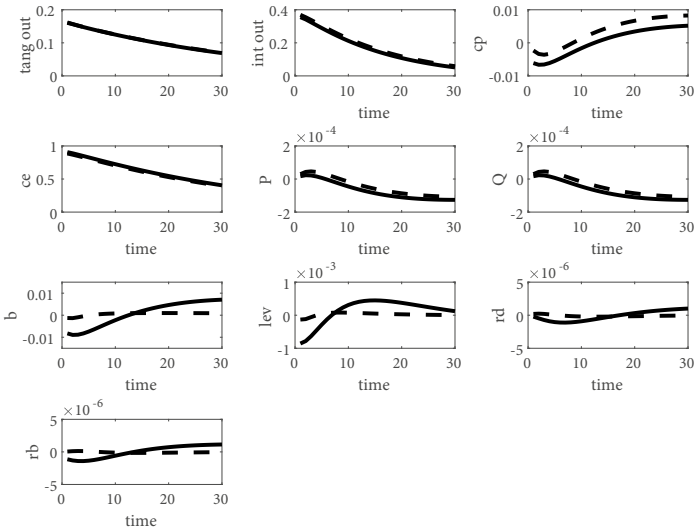 tang out
0.2
0.1
0
0 10 20 30
time
int out
0.4
0.2
0
0 10 20 30
time
cp
0.01
0
-0.01
0 10 20 30
time
ce
1
0.5
0
0 10 20 30
time
P
×10⁻⁴
2
0
-2
0 10 20 30
time
Q
×10⁻⁴
2
0
-2
0 10 20 30
time
b
0.01
0
-0.01
0 10 20 30
time
lev
×10⁻³
1
0
-1
0 10 20 30
time
rd
×10⁻⁶
5
0
-5
0 10 20 30
time
rb
×10⁻⁶
5
0
-5
0 10 20 30
time